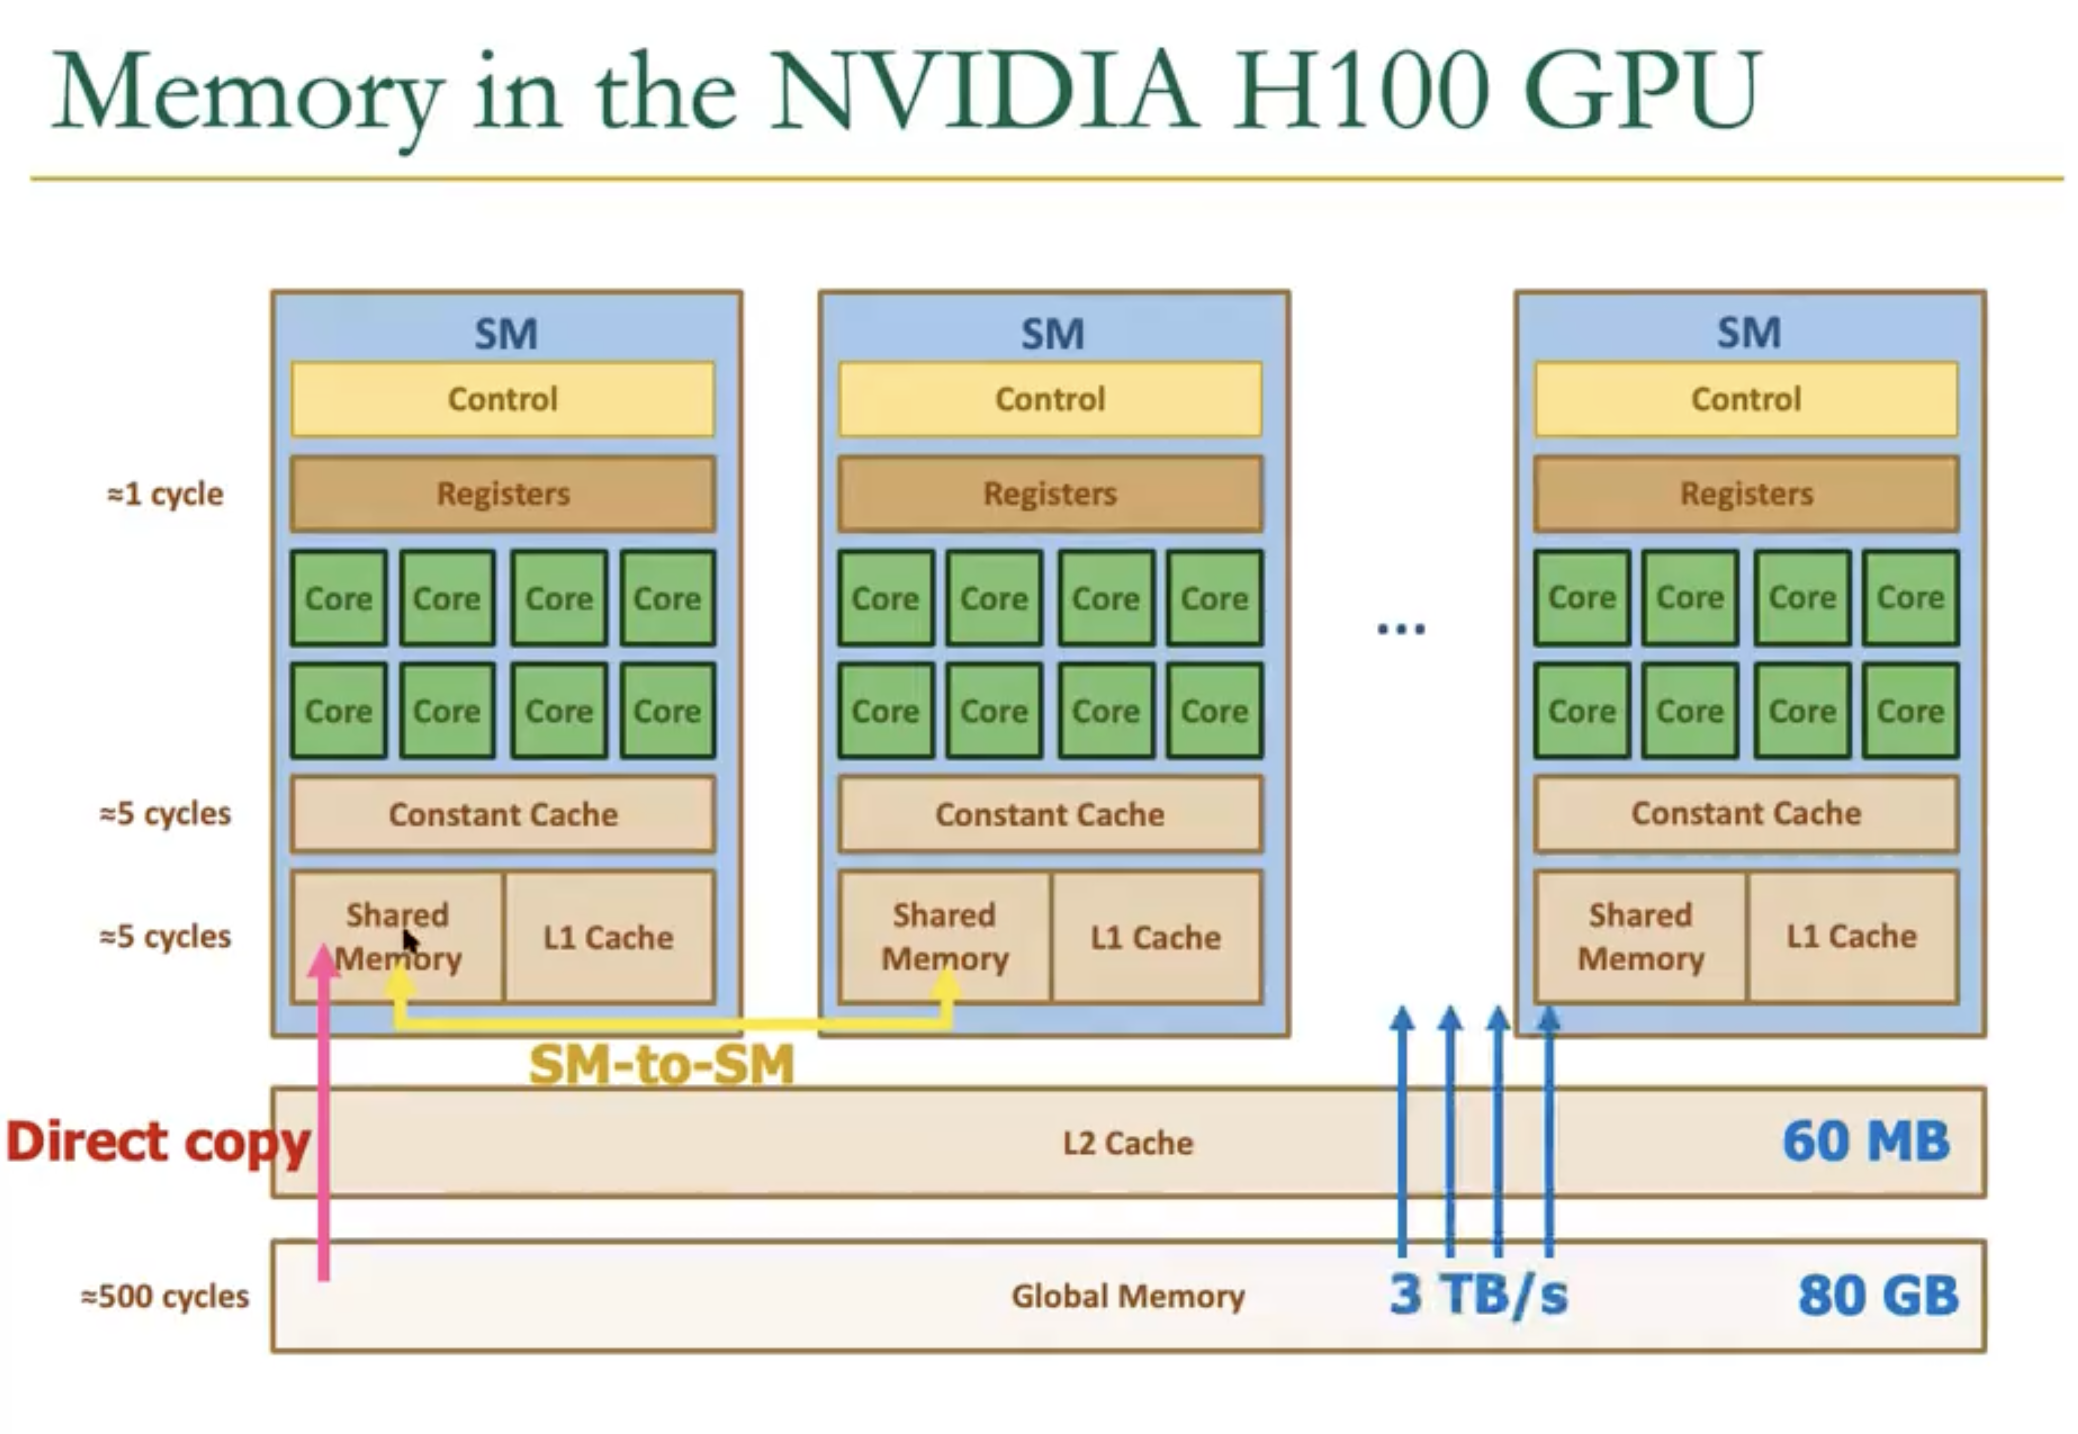 Memory in the NVIDIA H100 GPU
SM SM SM
Control Control Control
≈1 cycle Registers Registers Registers
Core Core Core Core Core Core Core Core Core Core Core Core
...
Core Core Core Core Core Core Core Core Core Core Core Core
≈5 cycles Constant Cache Constant Cache Constant Cache
≈5 cycles Shared Memory L1 Cache Shared Memory L1 Cache Shared Memory L1 Cache
SM-to-SM
Direct copy L2 Cache 60 MB
≈500 cycles Global Memory 3 TB/s 80 GB